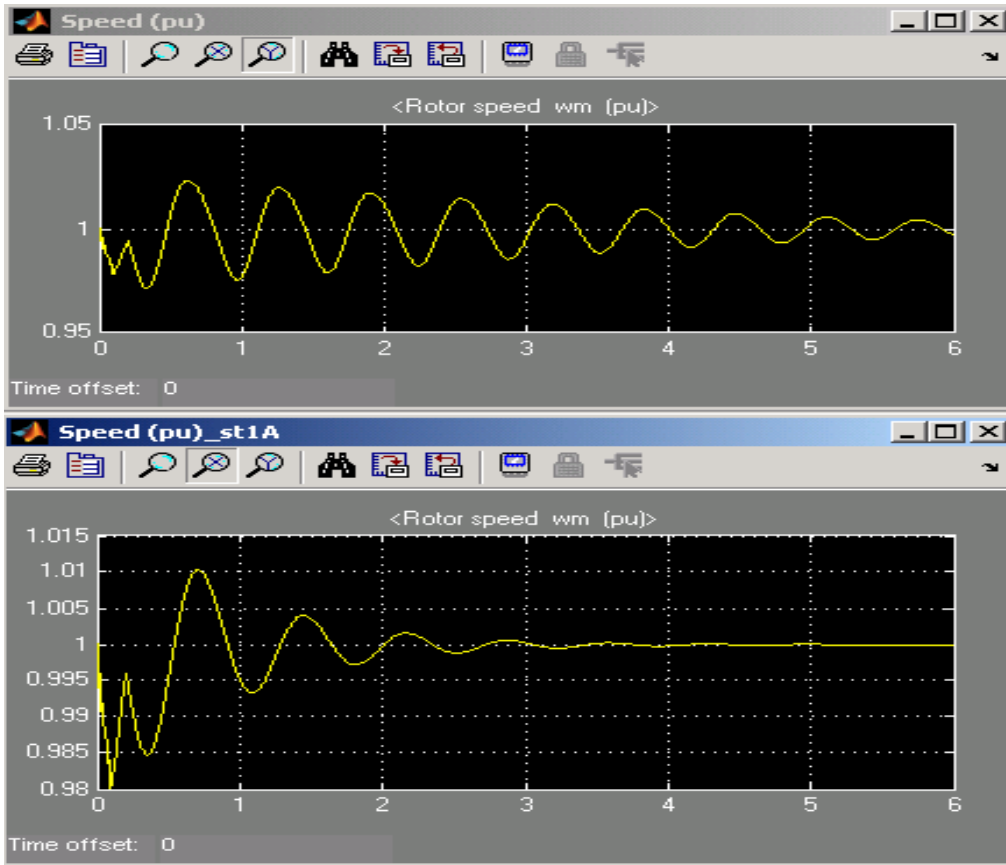 Speed (pu)
<Rotor speed wm (pu)>
1.05
1
0.95
0 1 2 3 4 5 6
Time offset: 0
Speed (pu)_st1A
<Rotor speed wm (pu)>
1.015
1.01
1.005
1
0.995
0.99
0.985
0.98
0 1 2 3 4 5 6
Time offset: 0